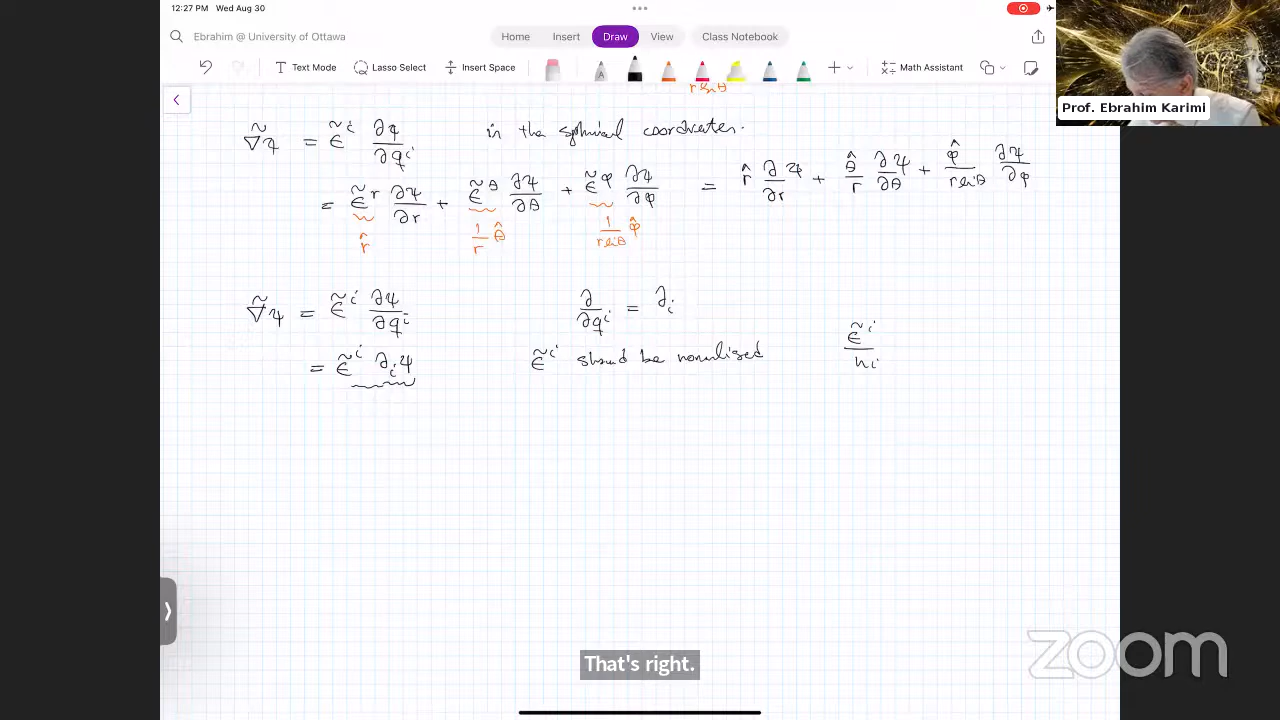 12:27 PM Wed Aug 30
Ebrahim @ University of Ottawa
Home Insert Draw View Class Notebook
T Text Mode Lasso Select Insert Space Math Assistant
Prof. Ebrahim Karimi
r sinθ
∇̃ψ = ε̃^i ∂/∂q^i in the spherical coordinates.
= ε̃^r ∂ψ/∂r + ε̃^θ ∂ψ/∂θ + ε̃^φ ∂ψ/∂φ = r̂ ∂ψ/∂r + θ̂/r ∂ψ/∂θ + φ̂/(r sinθ) ∂ψ/∂φ
r̂ 1/r θ̂ 1/(r sinθ) φ̂
∇̃ψ = ε̃^i ∂ψ/∂q^i ∂/∂q^i = ∂_i
= ε̃^i ∂_i ψ ε̃^i should be normalised ε̃^i/h_i
That's right.
zoom